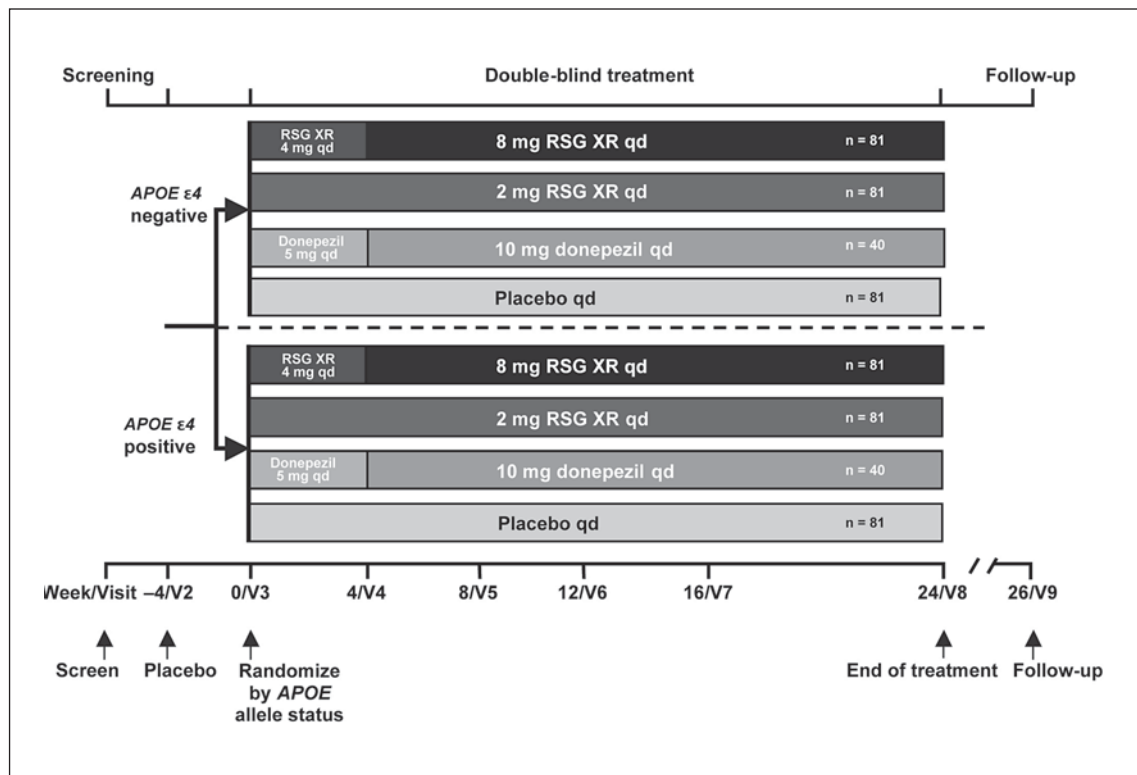 Screening Double-blind treatment Follow-up
RSG XR
4 mg qd
8 mg RSG XR qd n = 81
APOE ε4
negative
2 mg RSG XR qd n = 81
Donepezil
5 mg qd
10 mg donepezil qd n = 40
Placebo qd n = 81
RSG XR
4 mg qd
8 mg RSG XR qd n = 81
APOE ε4
positive
2 mg RSG XR qd n = 81
Donepezil
5 mg qd
10 mg donepezil qd n = 40
Placebo qd n = 81
Week/Visit –4/V2 0/V3 4/V4 8/V5 12/V6 16/V7 24/V8 26/V9
Screen
Placebo
Randomize
by APOE
allele status
End of treatment
Follow-up